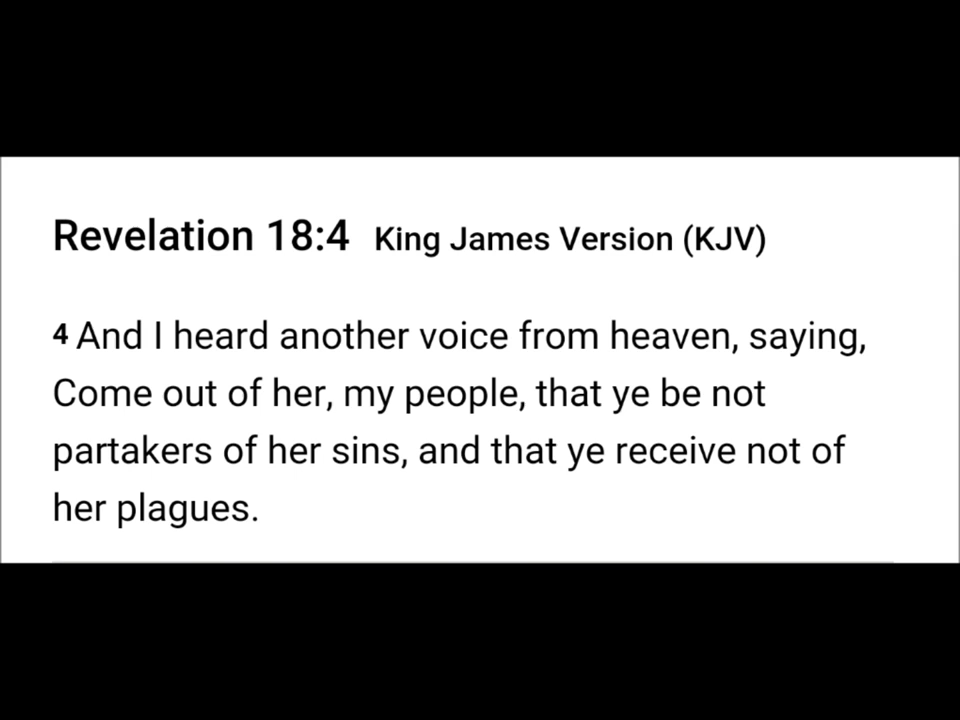 Revelation 18:4 King James Version (KJV)
4 And I heard another voice from heaven, saying,
Come out of her, my people, that ye be not
partakers of her sins, and that ye receive not of
her plagues.